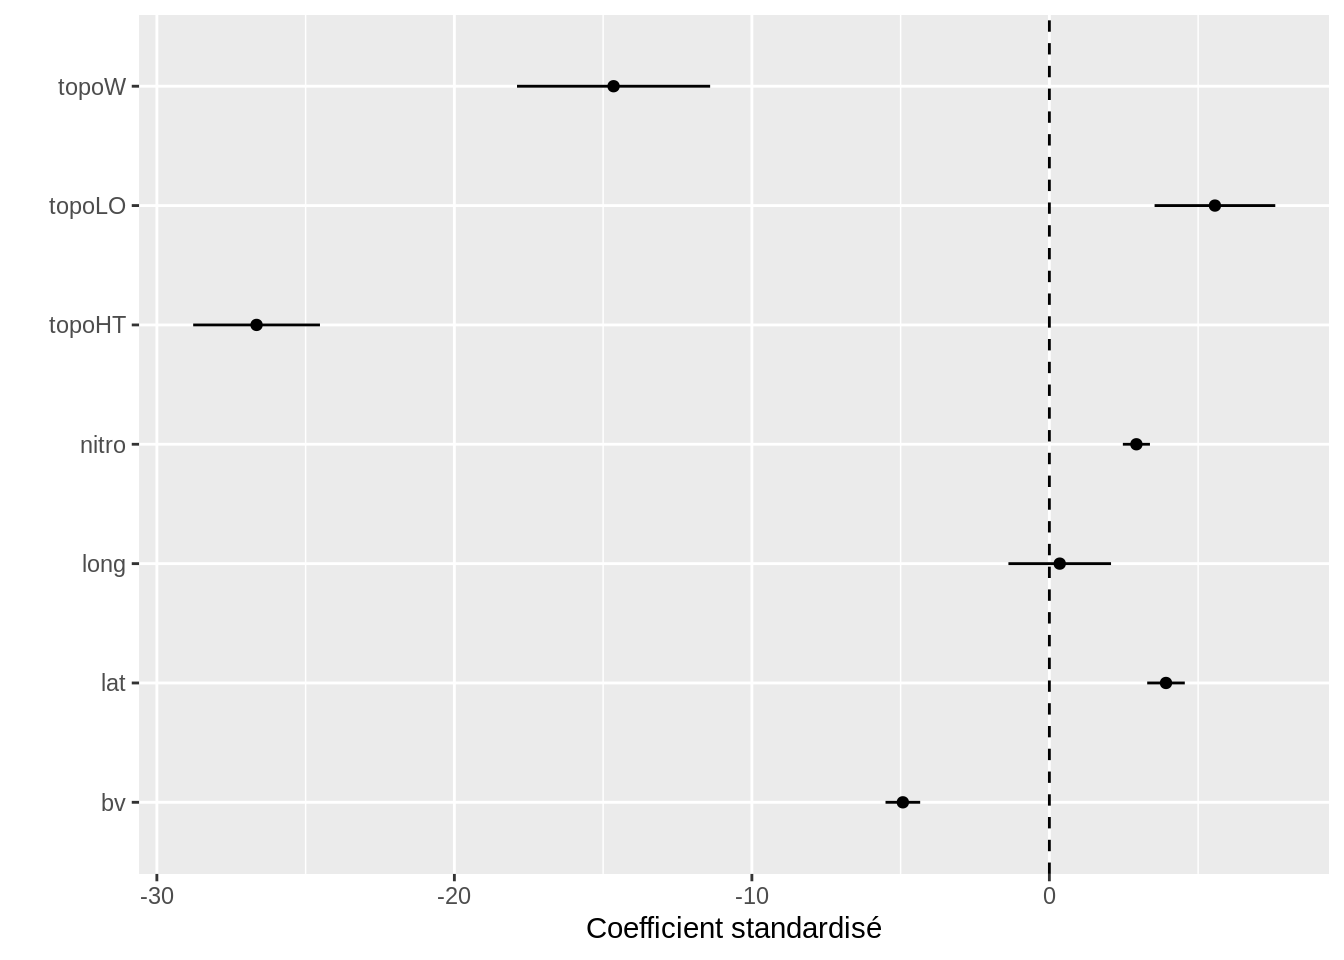 topoW
topoLO
topoHT
nitro
long
lat
bv
-30 -20 -10 0
Coefficient standardisé